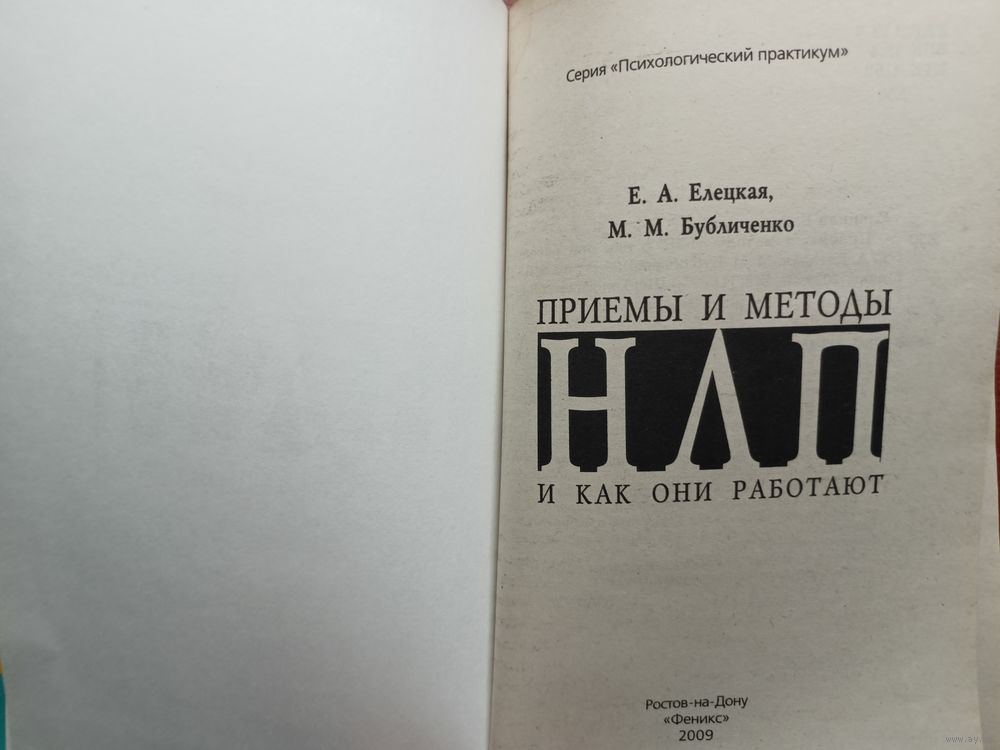 Серия «Психологический практикум»
Е. А. Елецкая,
М. М. Бубличенко
ПРИЕМЫ И МЕТОДЫ
НЛП
И КАК ОНИ РАБОТАЮТ
Ростов-на-Дону
«Феникс»
2009